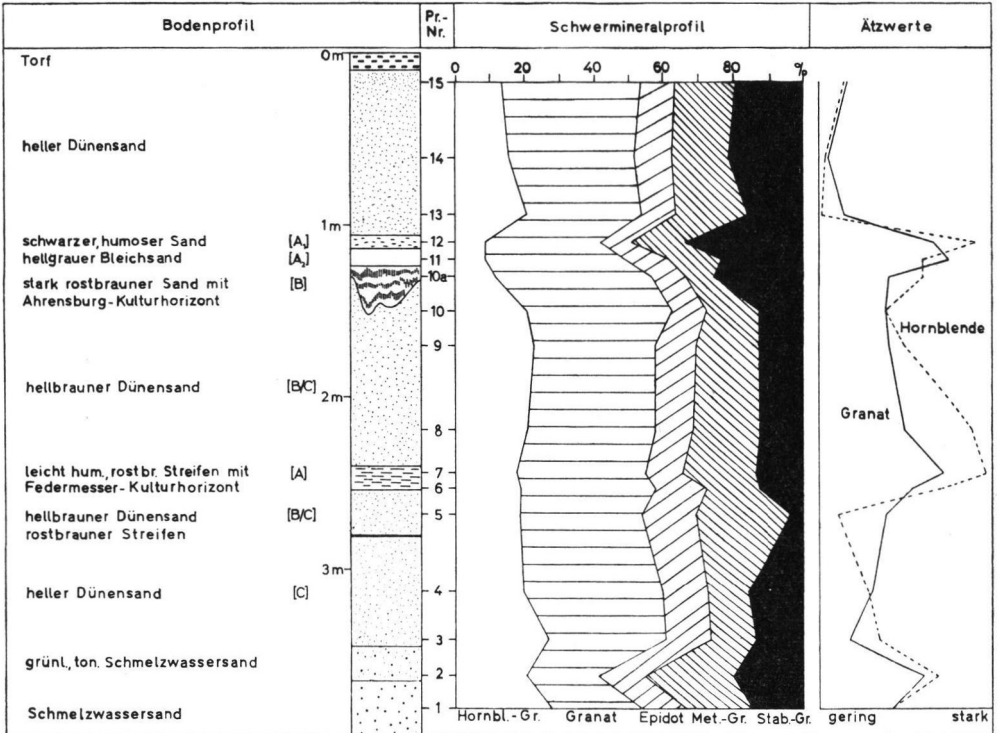 Bodenprofil
Pr.-
Nr.
Schwermineralprofil
Ätzwerte
Torf
0m
0 20 40 60 80 %
15
heller Dünensand
14
13
1m
schwarzer, humoser Sand [A₁] 12
hellgrauer Bleichsand [A₂] 11
stark rostbrauner Sand mit [B] 10a
Ahrensburg-Kulturhorizont
10
Hornblende
9
hellbrauner Dünensand [B/C]
2m
Granat
8
leicht hum., rostbr. Streifen mit [A] 7
Federmesser-Kulturhorizont 6
hellbrauner Dünensand [B/C] 5
rostbrauner Streifen
3m
heller Dünensand [C] 4
3
grünl., ton. Schmelzwassersand
2
Schmelzwassersand 1
Hornbl.-Gr. Granat Epidot Met.-Gr. Stab.-Gr. gering stark